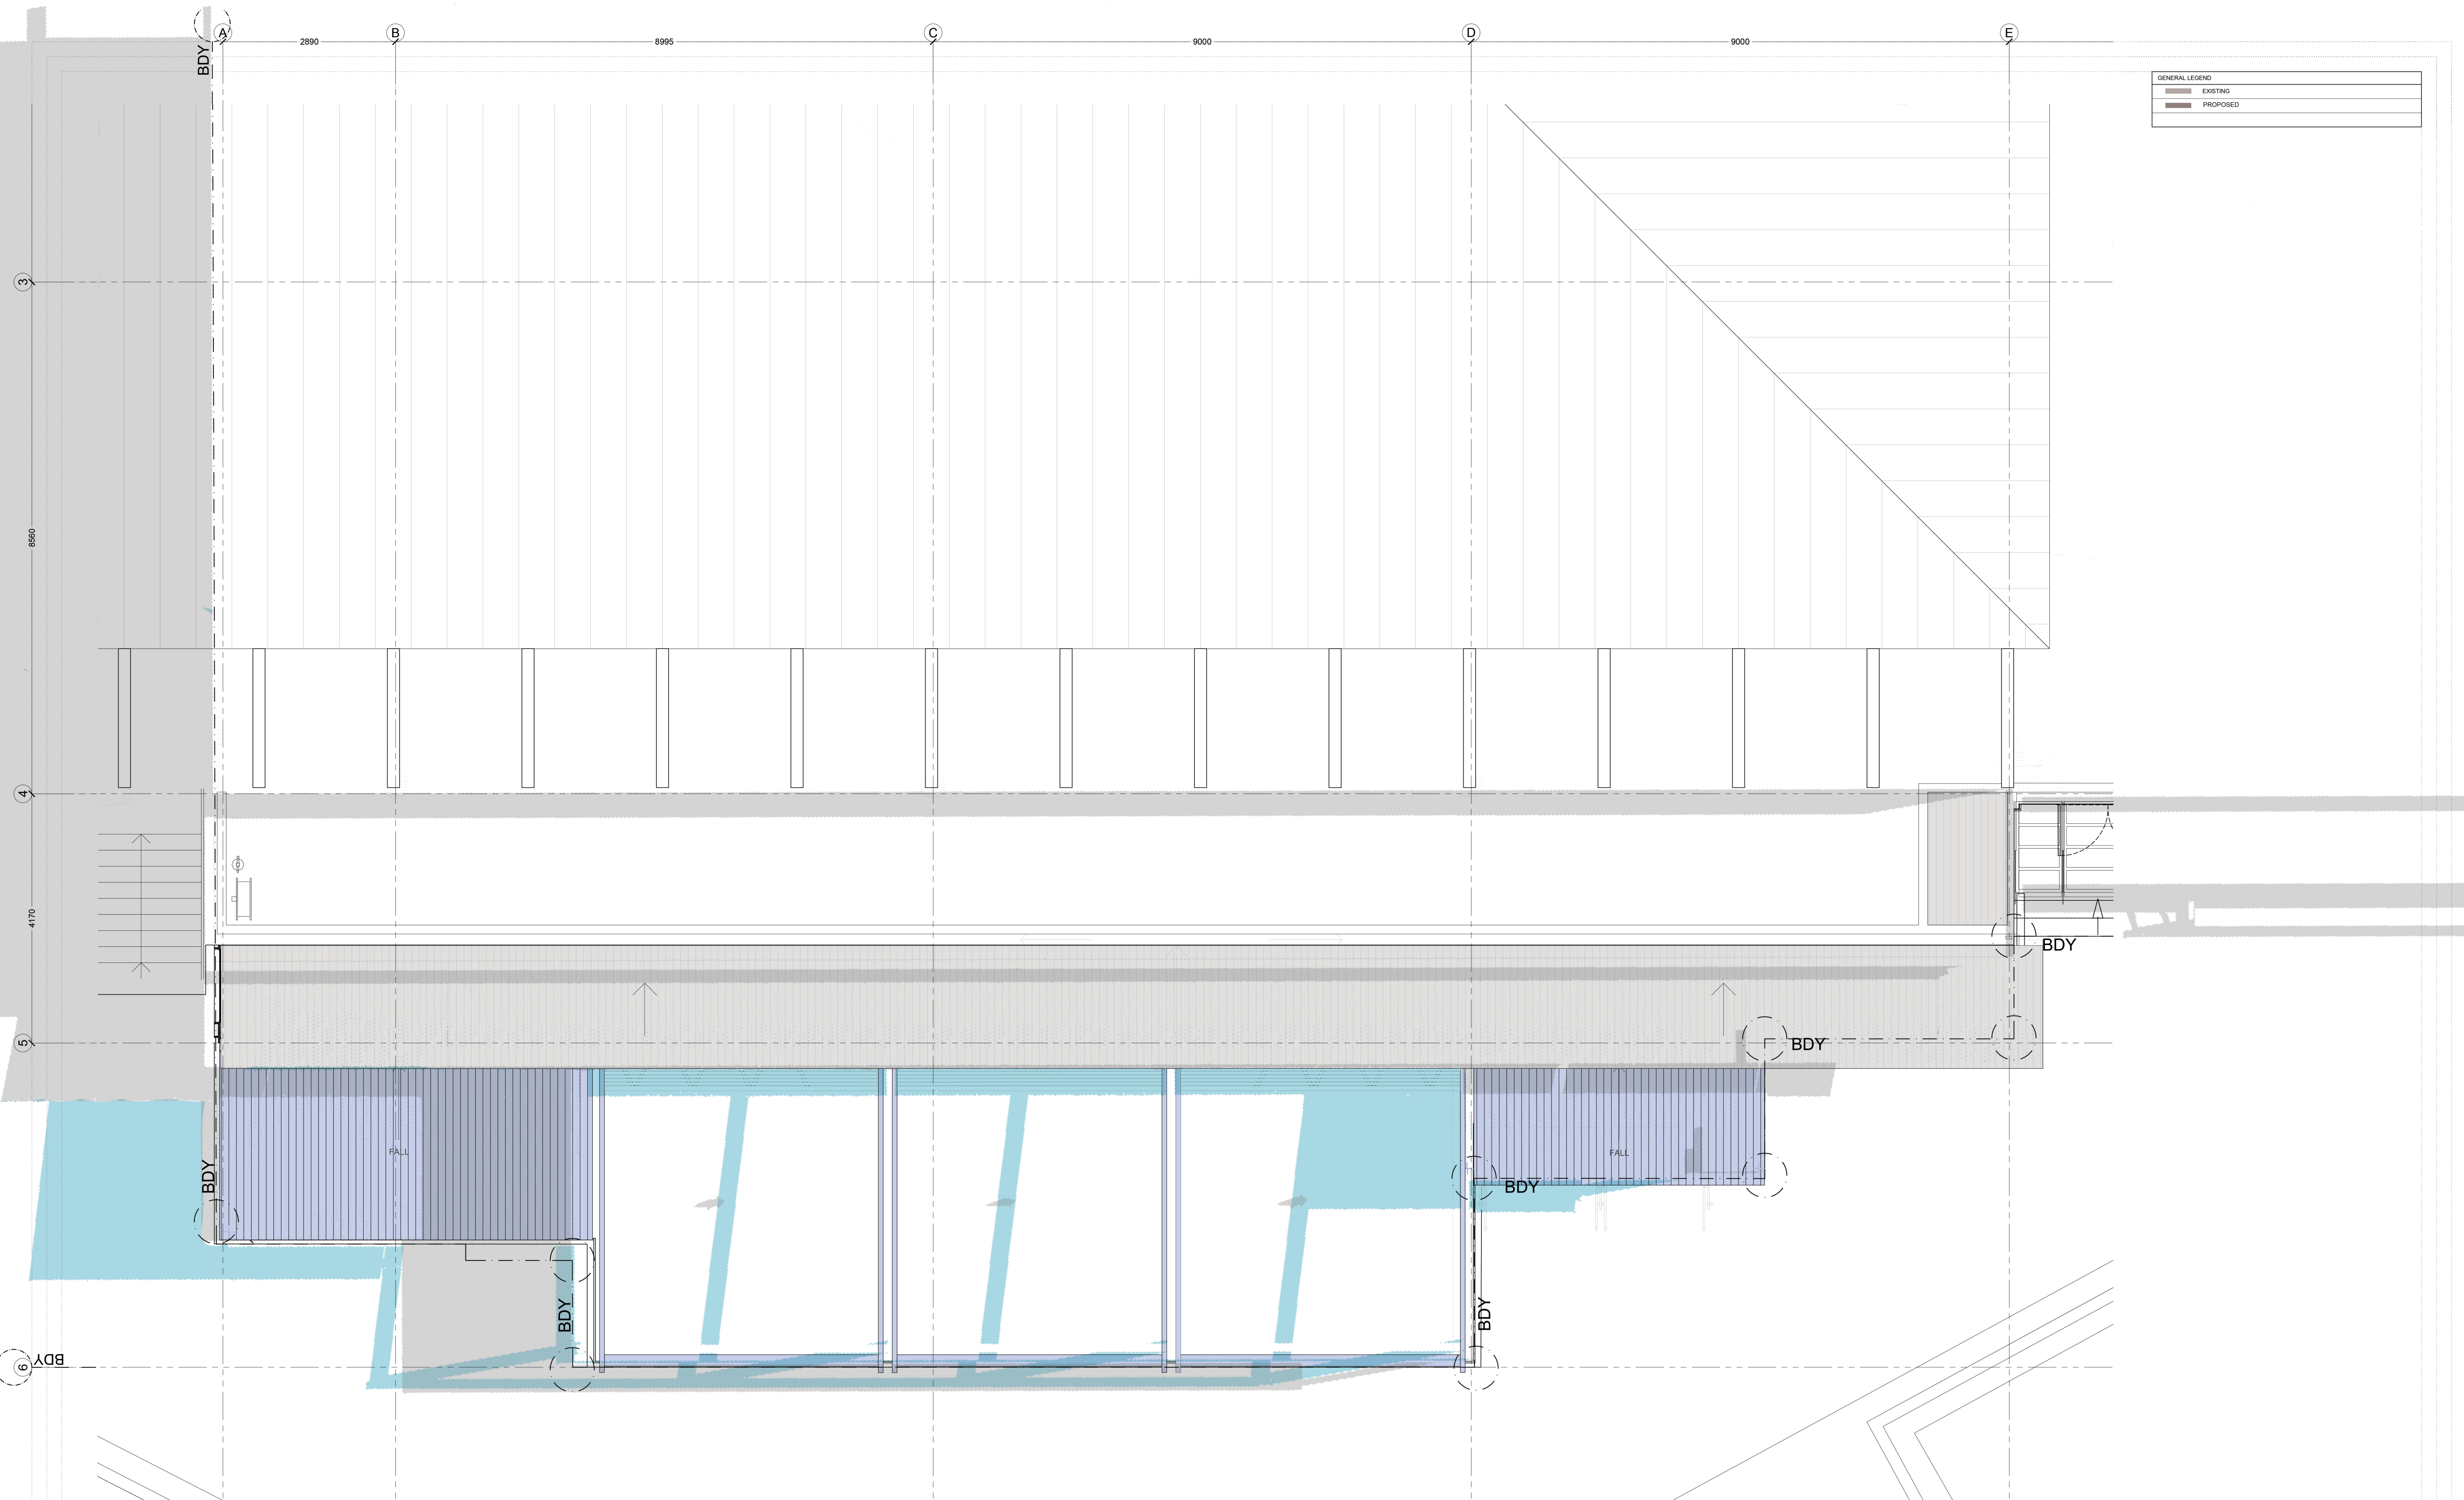 A
B
C
D
E
2890
8995
9000
9000
BDY
GENERAL LEGEND
EXISTING
PROPOSED
3
8560
4
4170
BDY
5
BDY
FALL
FALL
BDY
BDY
BDY
BDY
6
BDY